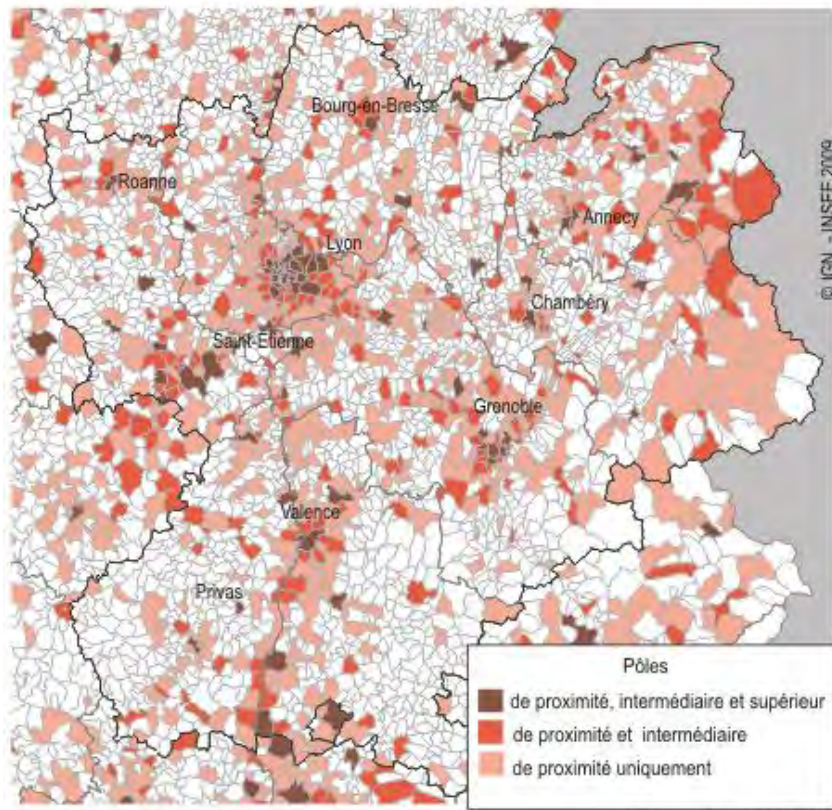 Bourg-en-Bresse
Roanne
Annecy
Lyon
Chambéry
Saint-Etienne
Grenoble
Valence
Privas
© IGN - INSEE 2009
Pôles
de proximité, intermédiaire et supérieur
de proximité et intermédiaire
de proximité uniquement